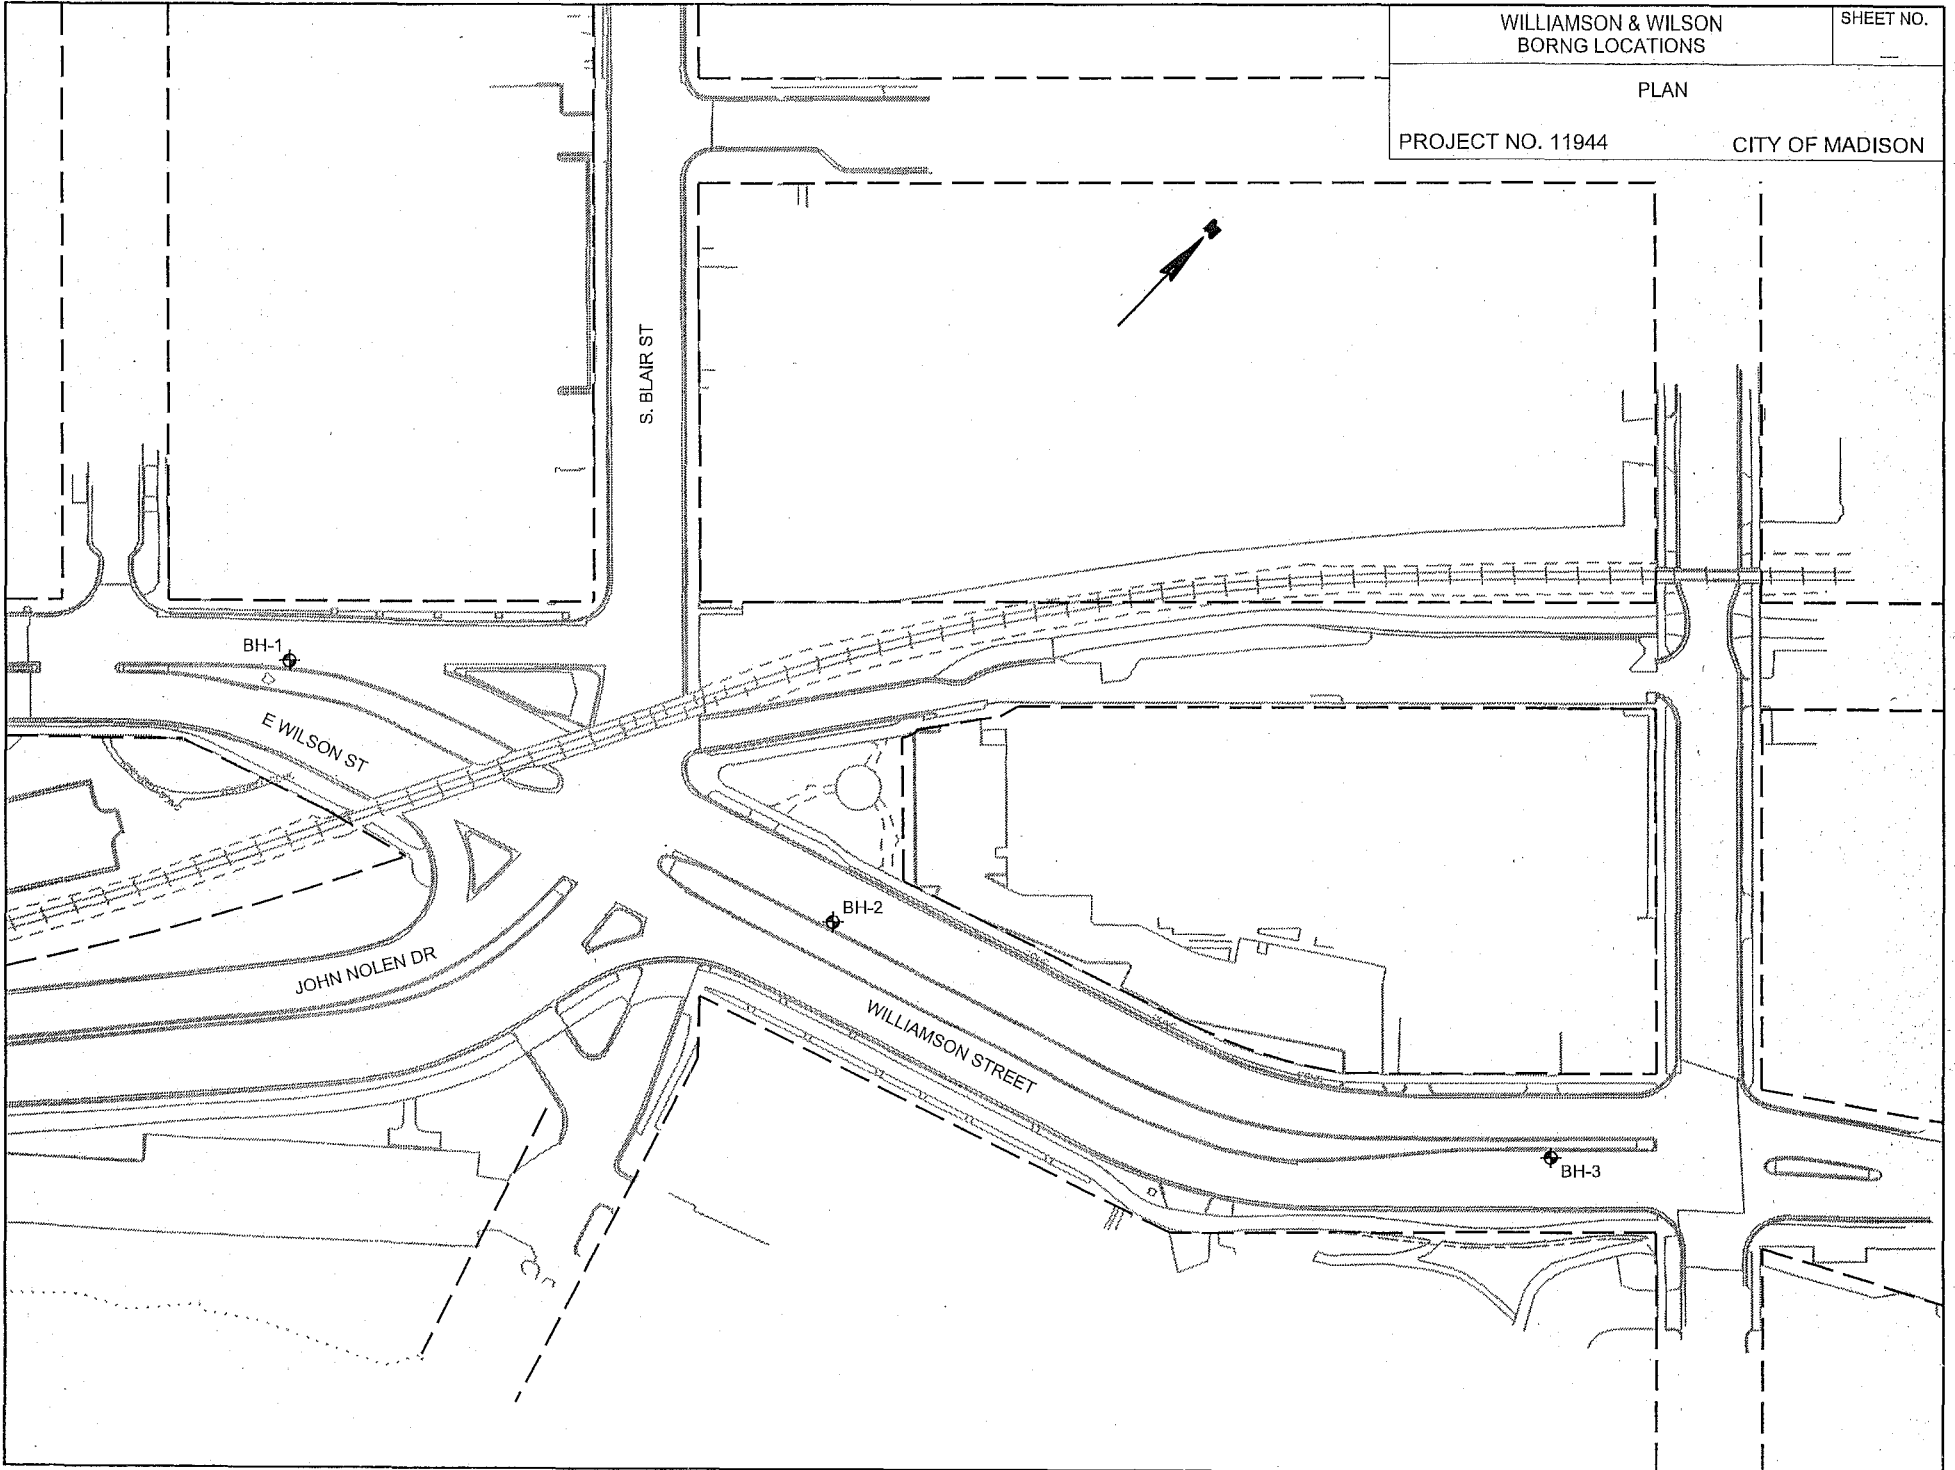 WILLIAMSON & WILSON
BORNG LOCATIONS
SHEET NO.
PLAN
PROJECT NO. 11944
CITY OF MADISON
S. BLAIR ST
BH-1
E WILSON ST
BH-2
JOHN NOLEN DR
WILLIAMSON STREET
BH-3